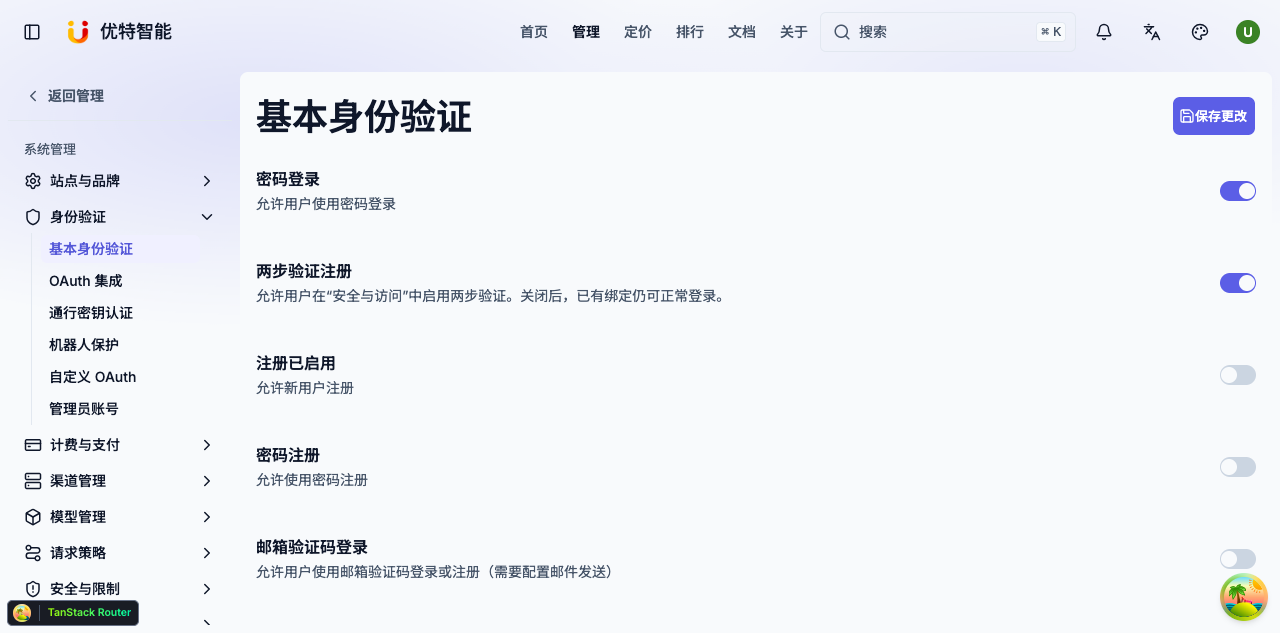 优特智能
首页
管理
定价
排行
文档
关于
搜索
⌘ K
U
返回管理
系统管理
站点与品牌
身份验证
基本身份验证
OAuth 集成
通行密钥认证
机器人保护
自定义 OAuth
管理员账号
计费与支付
渠道管理
模型管理
请求策略
安全与限制
TanStack Router
基本身份验证
保存更改
密码登录
允许用户使用密码登录
两步验证注册
允许用户在“安全与访问”中启用两步验证。关闭后，已有绑定仍可正常登录。
注册已启用
允许新用户注册
密码注册
允许使用密码注册
邮箱验证码登录
允许用户使用邮箱验证码登录或注册（需要配置邮件发送）